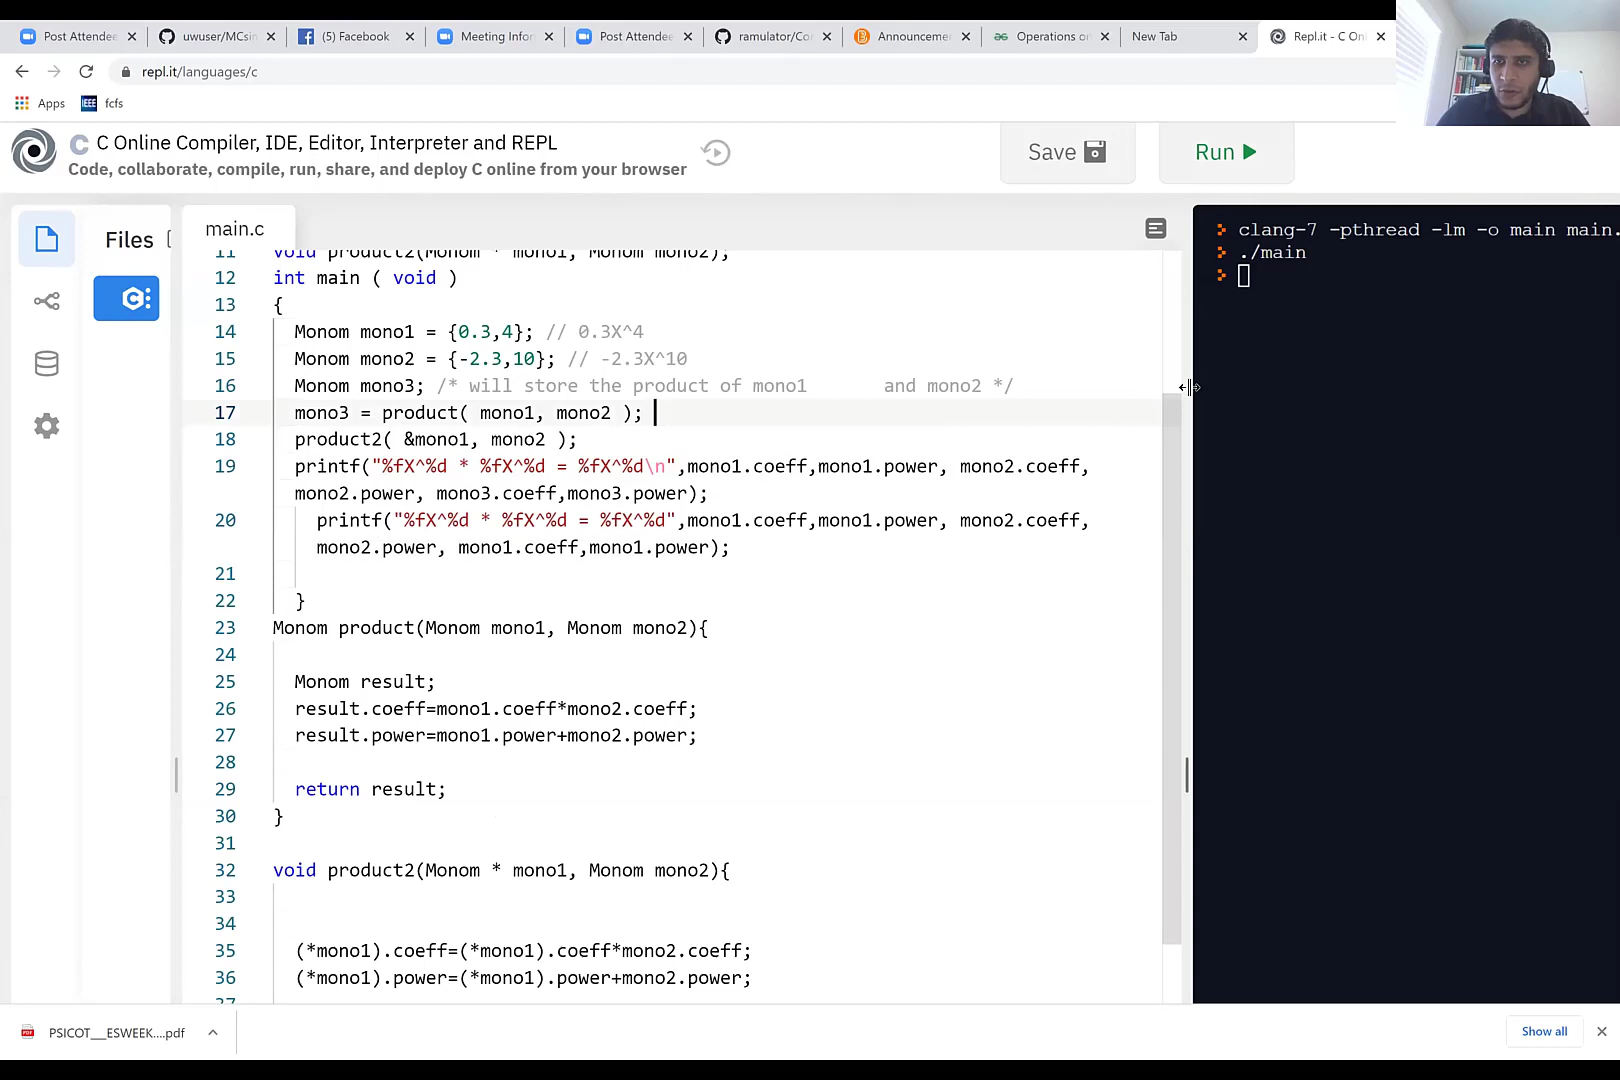 Post Attendee
uwuser/MCsin
(5) Facebook
Meeting Infor
Post Attendee
ramulator/Co
Announceme
Operations on
New Tab
Repl.it - C Onl
repl.it/languages/c
Apps
IEEE fcfs
C C Online Compiler, IDE, Editor, Interpreter and REPL
Code, collaborate, compile, run, share, and deploy C online from your browser
Save
Run
Files
main.c
11 void product2(Monom * mono1, Monom mono2);
12 int main ( void )
13 {
14 Monom mono1 = {0.3,4}; // 0.3X^4
15 Monom mono2 = {-2.3,10}; // -2.3X^10
16 Monom mono3; /* will store the product of mono1 and mono2 */
17 mono3 = product( mono1, mono2 );
18 product2( &mono1, mono2 );
19 printf("%fX^%d * %fX^%d = %fX^%d\n",mono1.coeff,mono1.power, mono2.coeff,
mono2.power, mono3.coeff,mono3.power);
20 printf("%fX^%d * %fX^%d = %fX^%d",mono1.coeff,mono1.power, mono2.coeff,
mono2.power, mono1.coeff,mono1.power);
21
22 }
23 Monom product(Monom mono1, Monom mono2){
24
25 Monom result;
26 result.coeff=mono1.coeff*mono2.coeff;
27 result.power=mono1.power+mono2.power;
28
29 return result;
30 }
31
32 void product2(Monom * mono1, Monom mono2){
33
34
35 (*mono1).coeff=(*mono1).coeff*mono2.coeff;
36 (*mono1).power=(*mono1).power+mono2.power;
37
clang-7 -pthread -lm -o main main.
./main
PSICOT__ESWEEK....pdf
Show all